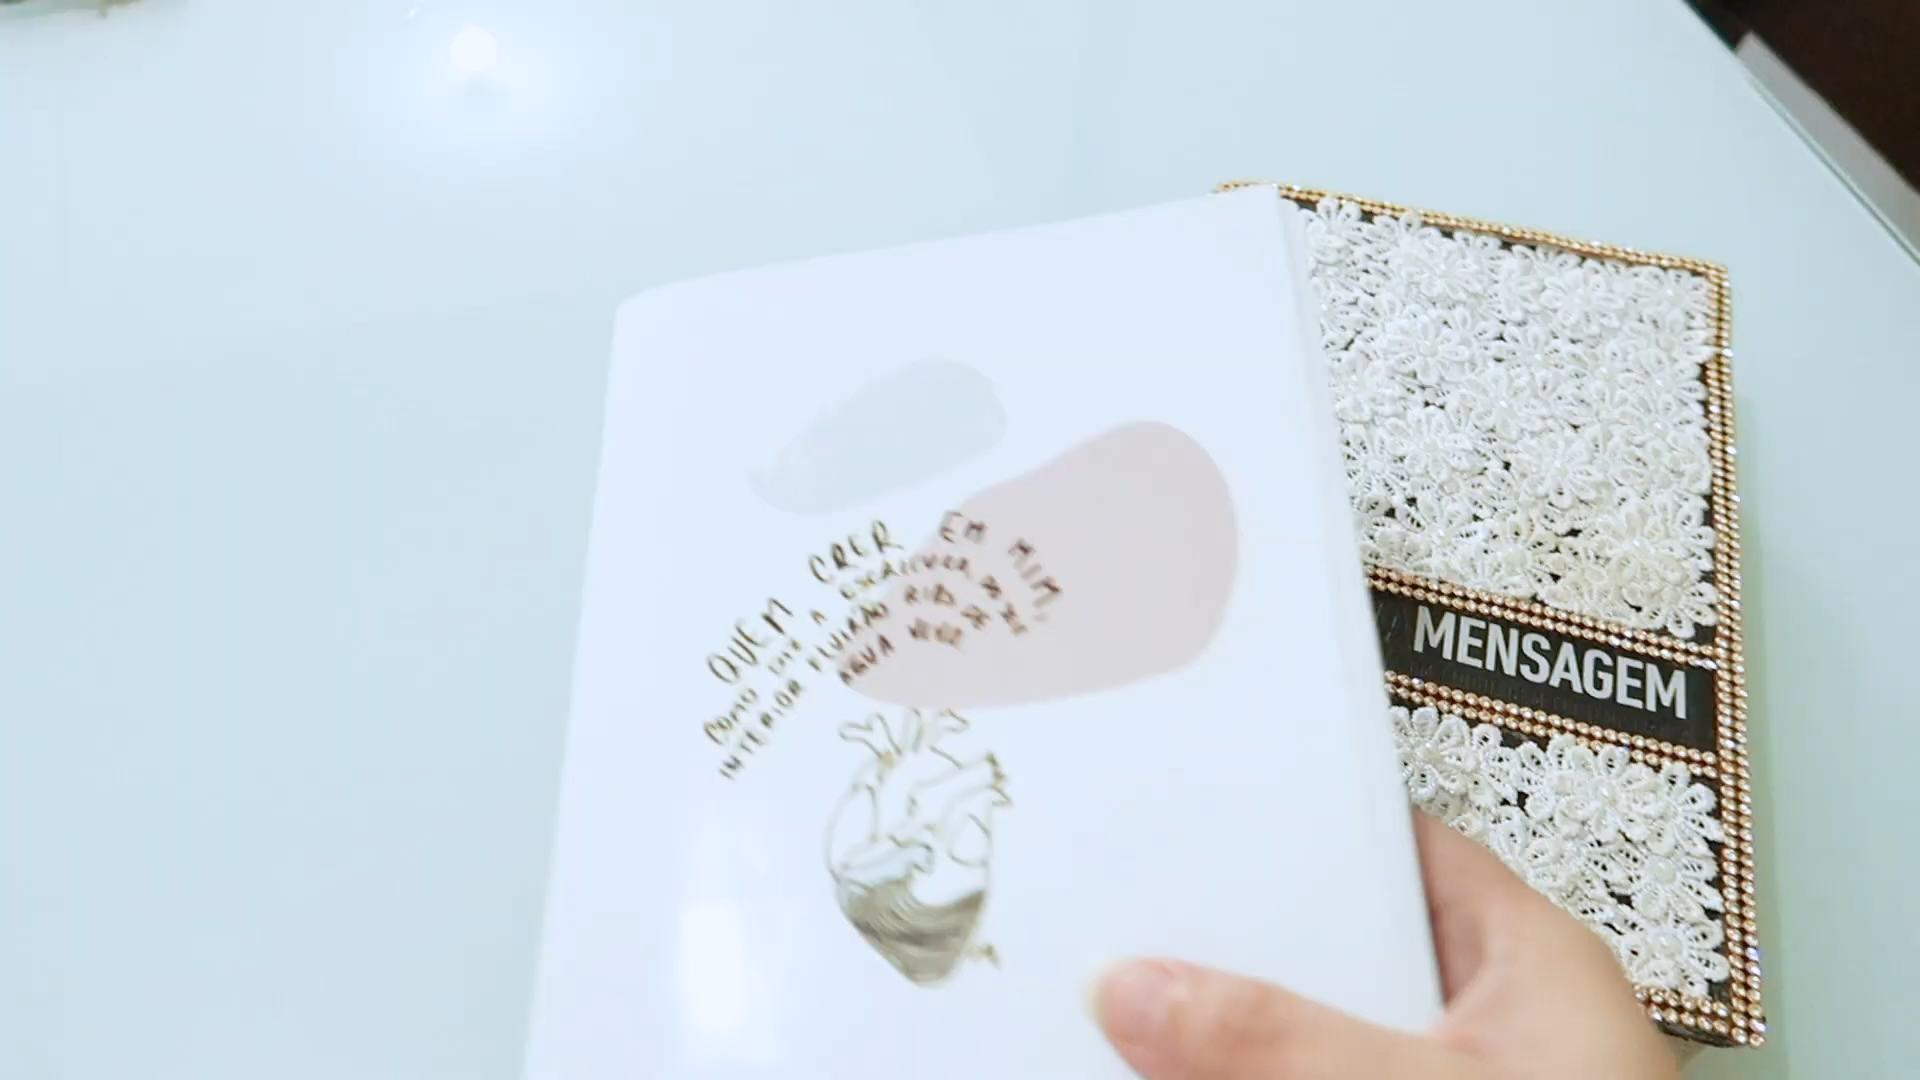 QUEM CRER EM MIM,
COMO DIZ A ESCRITURA, DO SEU
INTERIOR FLUIRÃO RIOS DE
ÁGUA VIVA
MENSAGEM